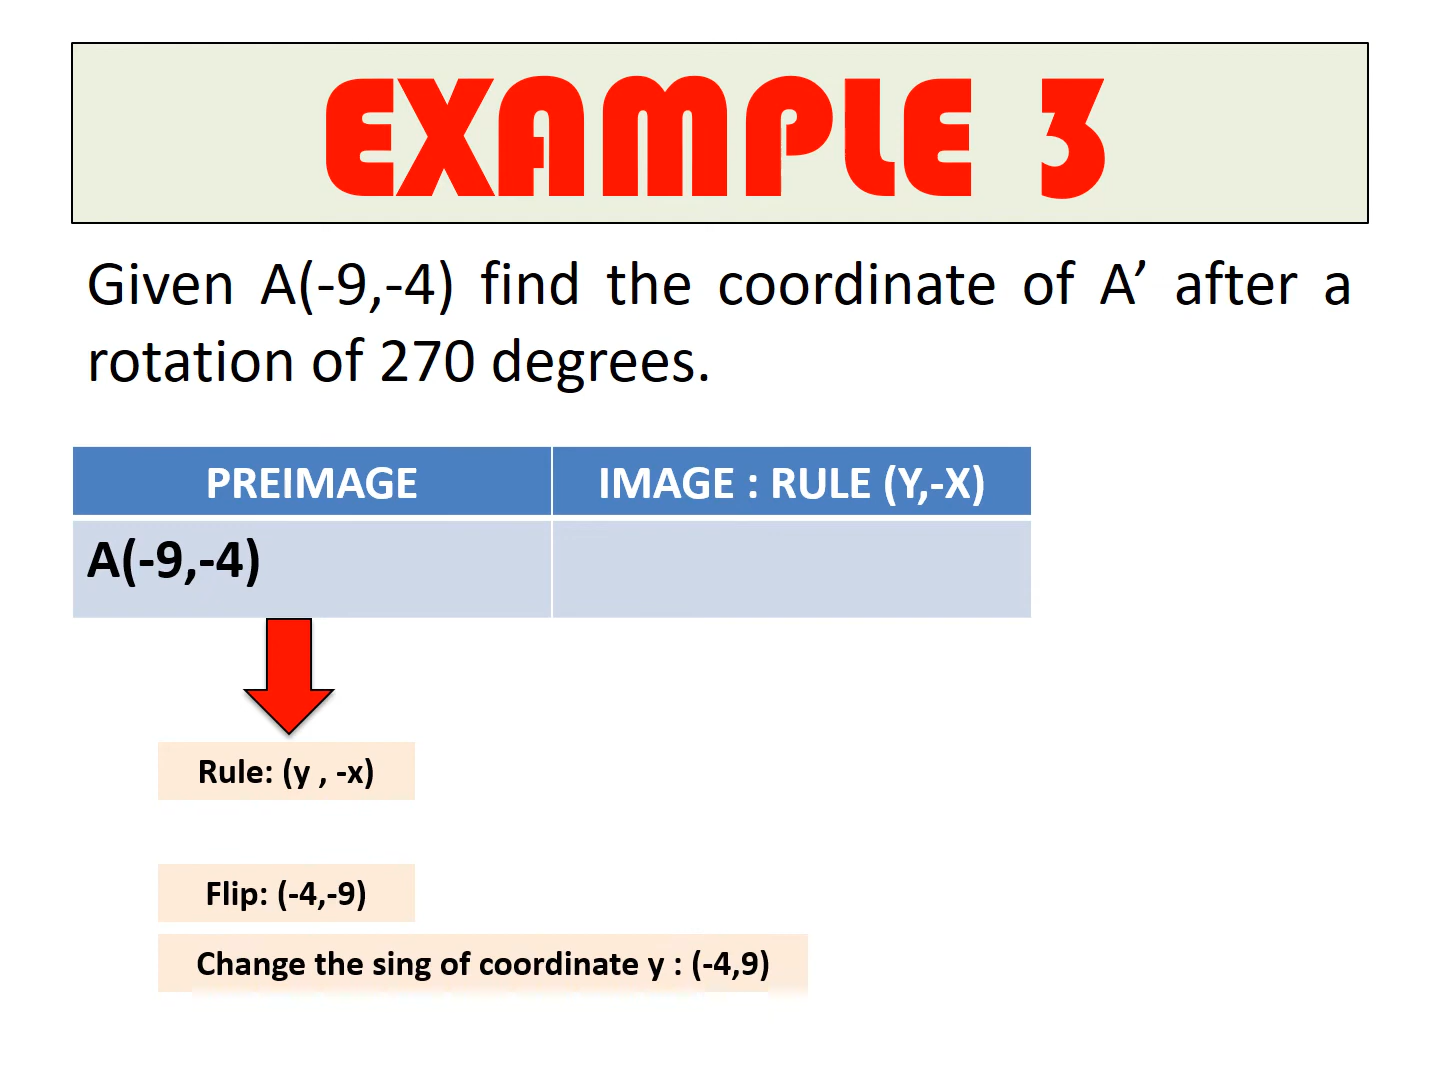 EXAMPLE 3
Given A(-9,-4) find the coordinate of A’ after a
rotation of 270 degrees.
PREIMAGE
IMAGE : RULE (Y,-X)
A(-9,-4)
Rule: (y , -x)
Flip: (-4,-9)
Change the sing of coordinate y : (-4,9)